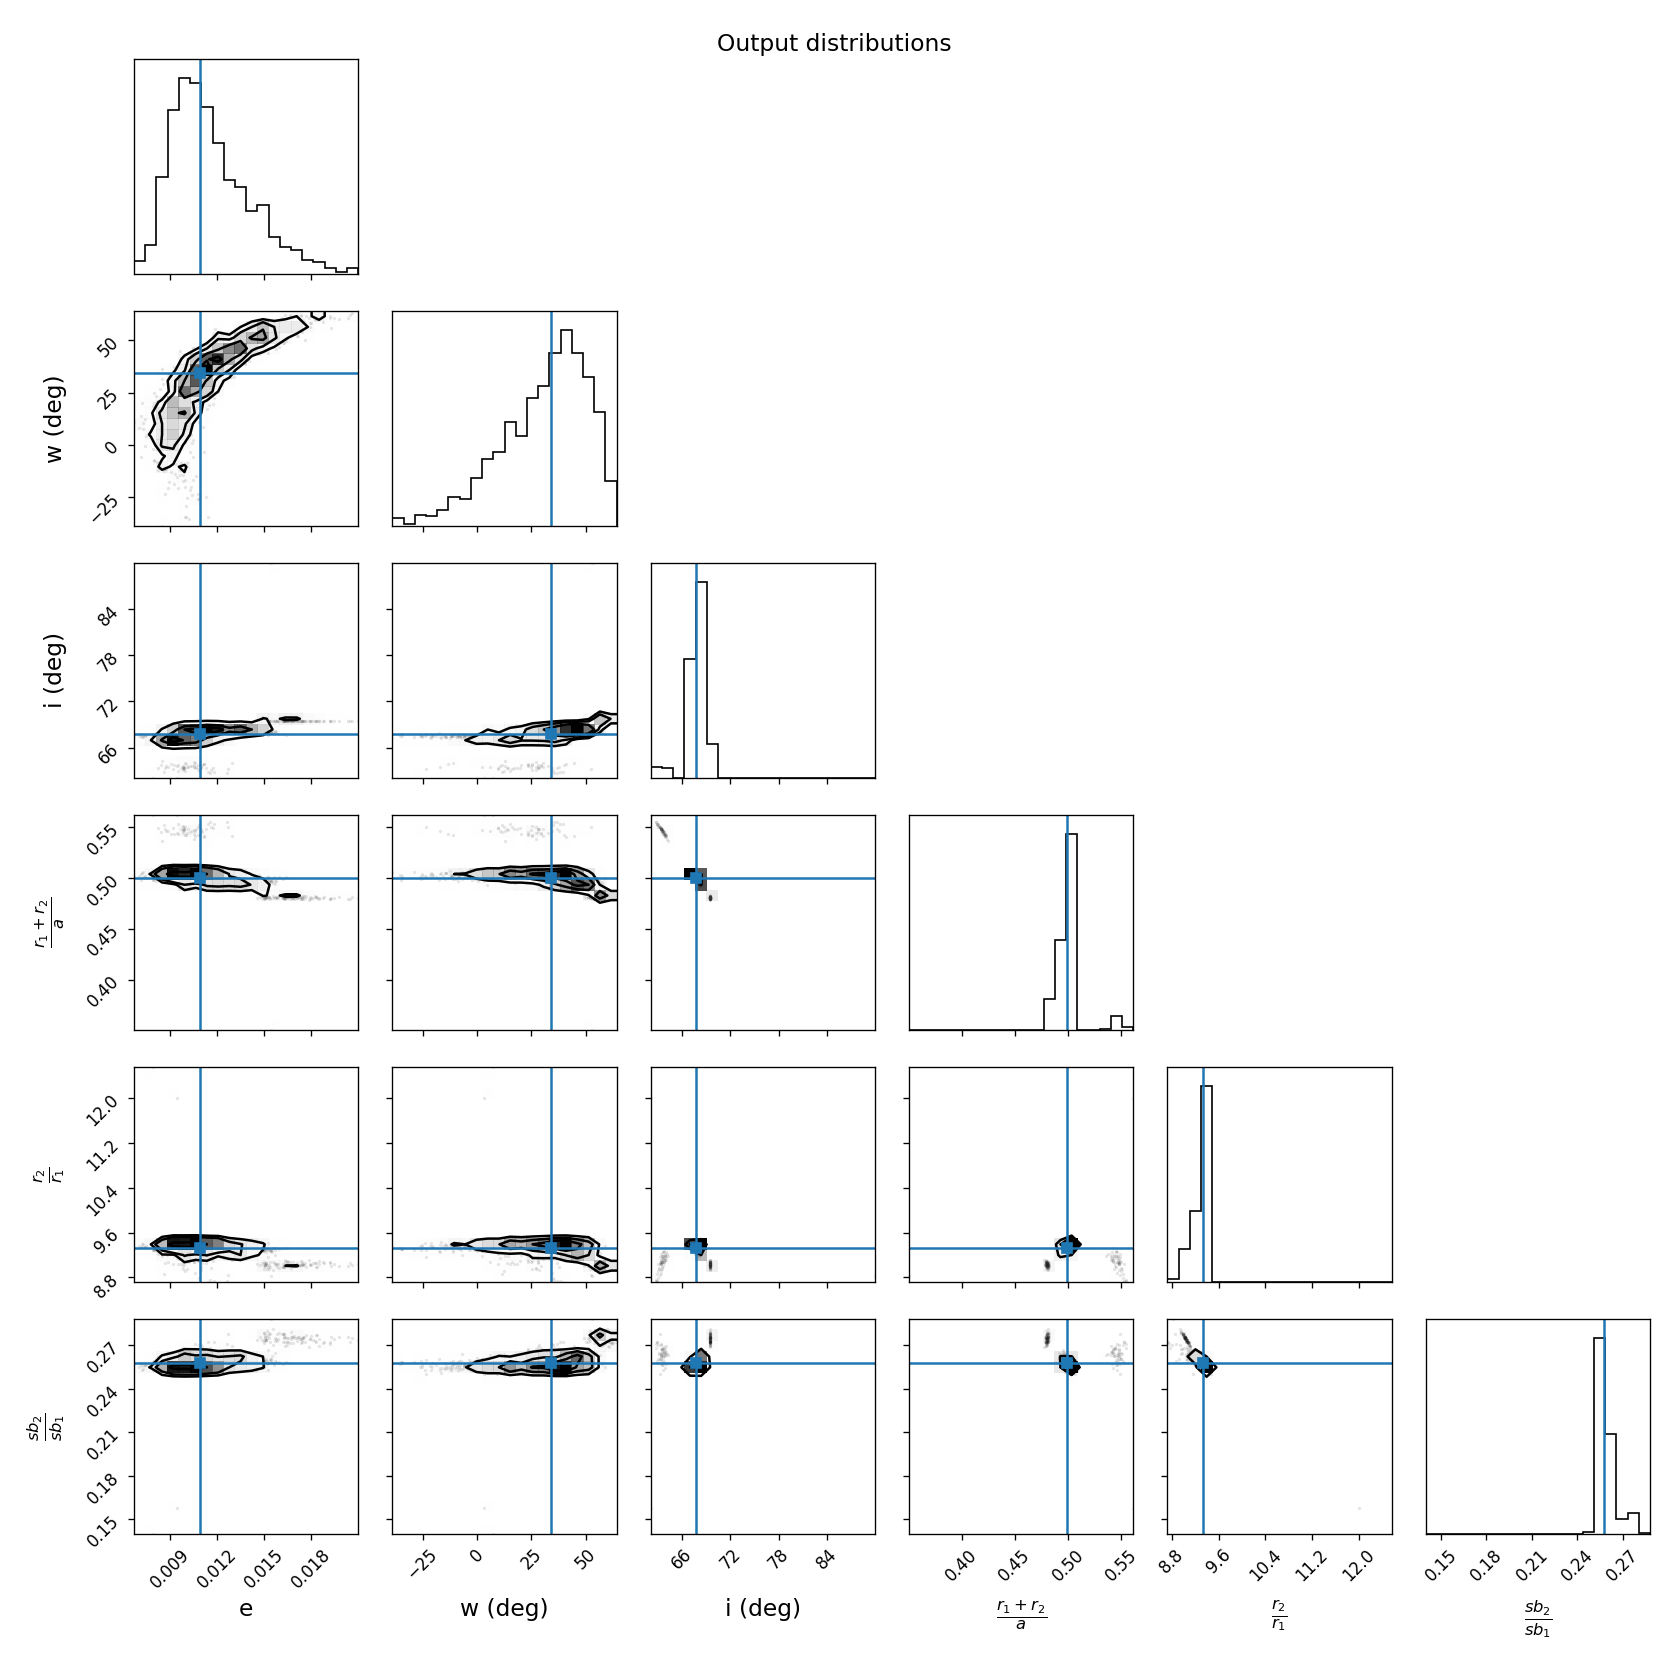 Output distributions
50
25
0
−25
w (deg)
84
78
72
66
i (deg)
0.55
0.50
0.45
0.40
r₁ + r₂
a
12.0
11.2
10.4
9.6
8.8
r₂
r₁
0.27
0.24
0.21
0.18
0.15
sb₂
sb₁
0.009 0.012 0.015 0.018
e
−25 0 25 50
w (deg)
66 72 78 84
i (deg)
0.40 0.45 0.50 0.55
r₁ + r₂
a
8.8 9.6 10.4 11.2 12.0
r₂
r₁
0.15 0.18 0.21 0.24 0.27
sb₂
sb₁